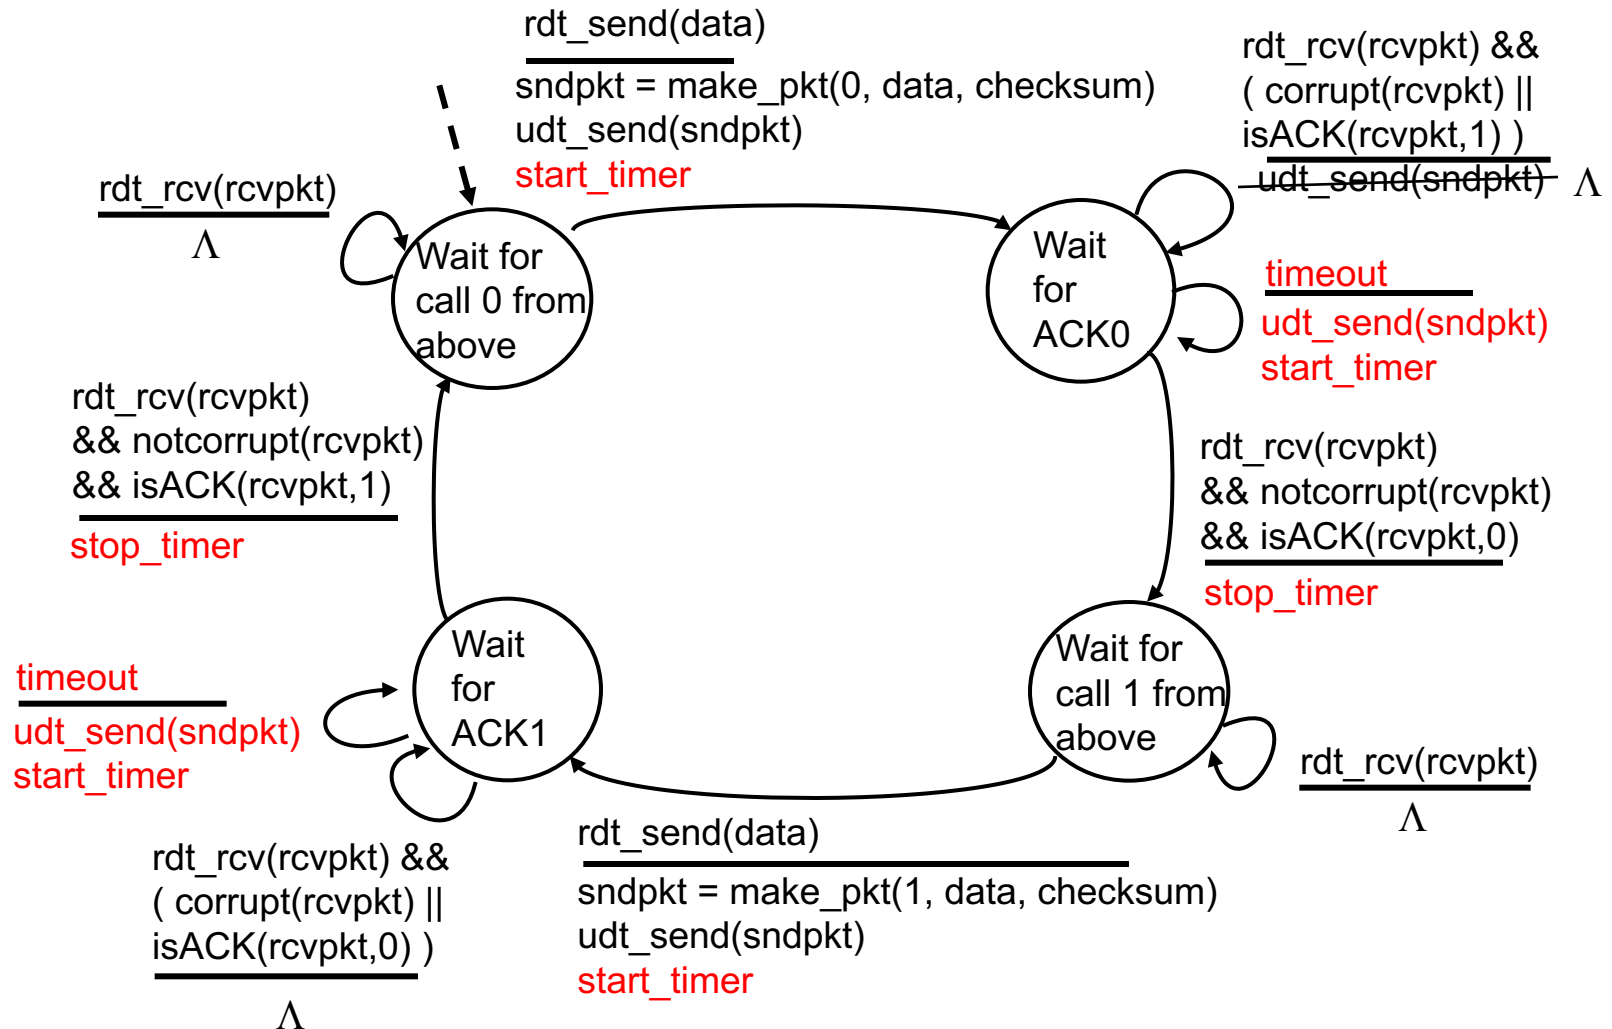 rdt_send(data)
sndpkt = make_pkt(0, data, checksum)
udt_send(sndpkt)
start_timer
rdt_rcv(rcvpkt) &&
( corrupt(rcvpkt) ||
isACK(rcvpkt,1) )
udt_send(sndpkt) Λ
rdt_rcv(rcvpkt)
Λ
Wait for
call 0 from
above
Wait
for
ACK0
timeout
udt_send(sndpkt)
start_timer
rdt_rcv(rcvpkt)
&& notcorrupt(rcvpkt)
&& isACK(rcvpkt,1)
stop_timer
rdt_rcv(rcvpkt)
&& notcorrupt(rcvpkt)
&& isACK(rcvpkt,0)
stop_timer
Wait
for
ACK1
Wait for
call 1 from
above
timeout
udt_send(sndpkt)
start_timer
rdt_rcv(rcvpkt)
Λ
rdt_rcv(rcvpkt) &&
( corrupt(rcvpkt) ||
isACK(rcvpkt,0) )
Λ
rdt_send(data)
sndpkt = make_pkt(1, data, checksum)
udt_send(sndpkt)
start_timer